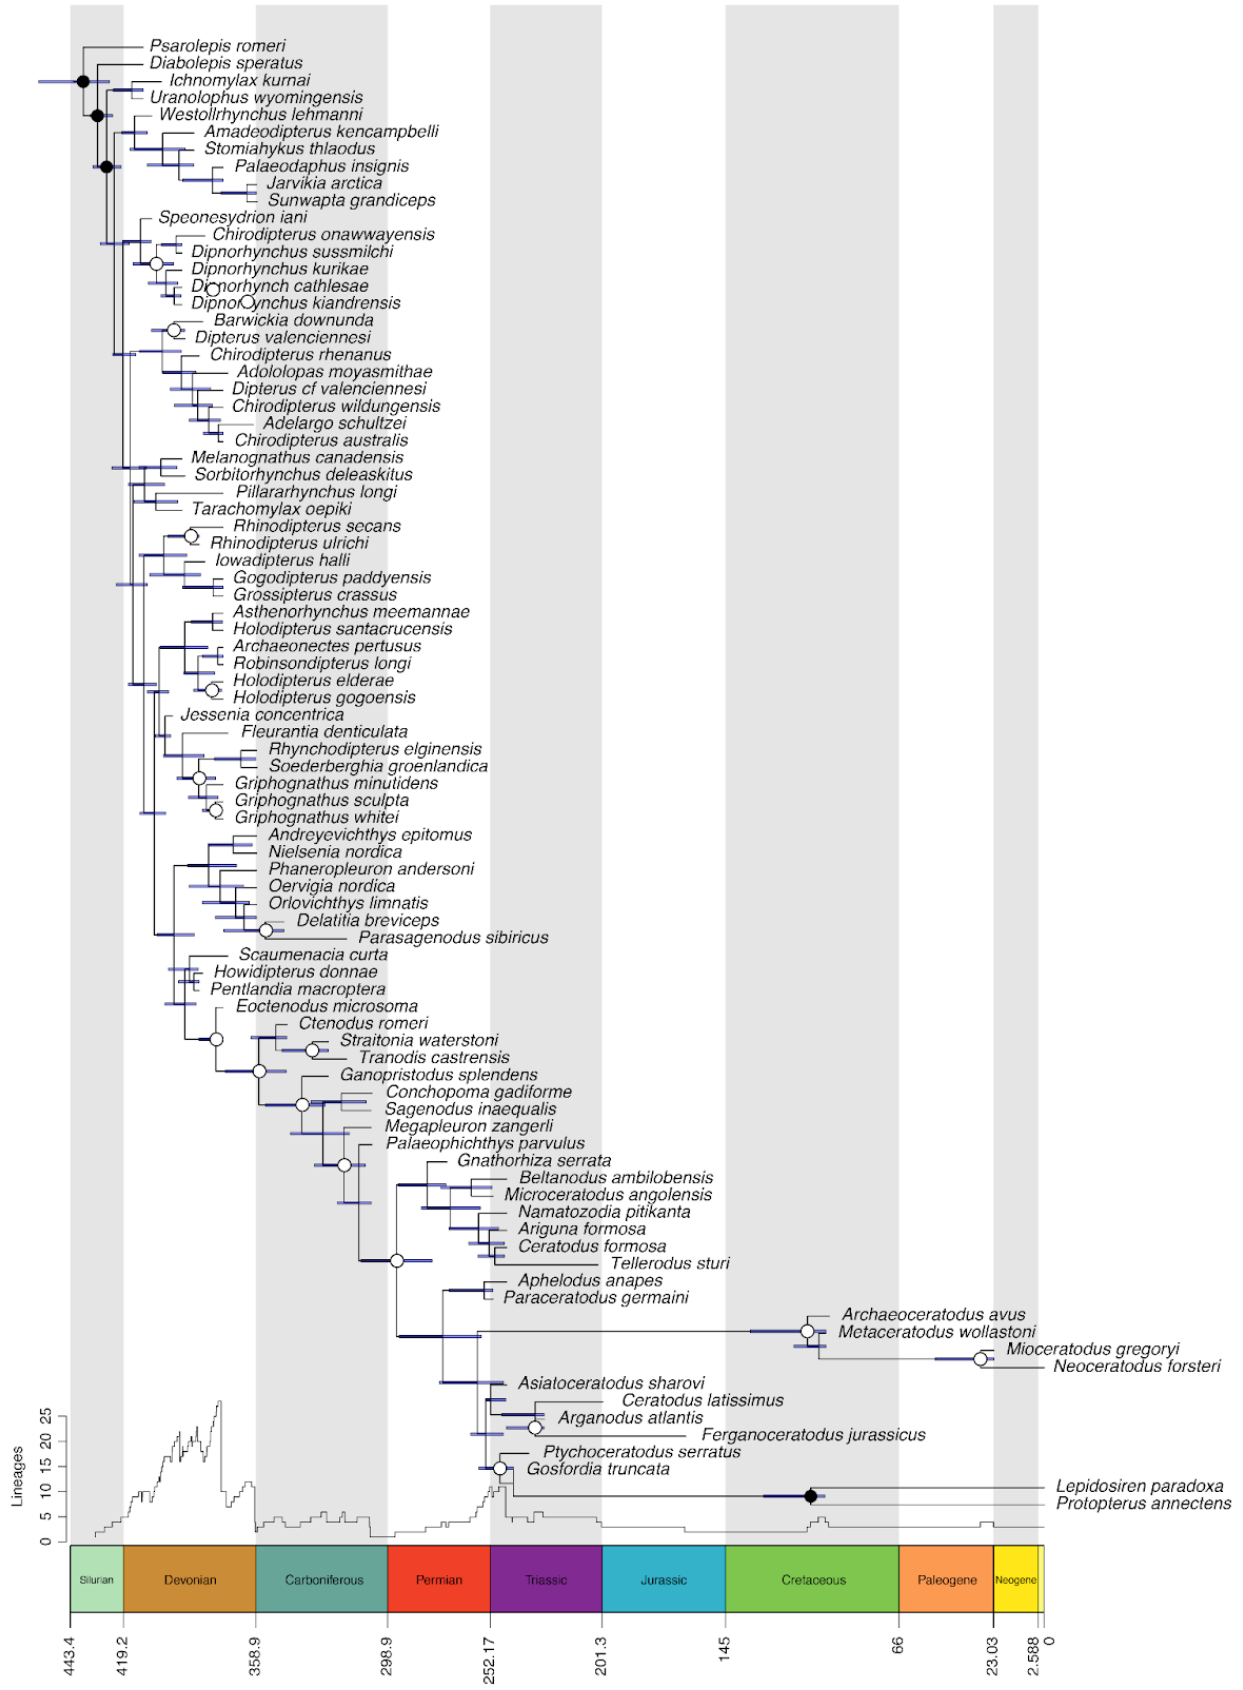 Psarolepis romeri
Diabolepis speratus
Ichnomylax kurnai
Uranolophus wyomingensis
Westollrhynchus lehmanni
Amadeodipterus kencampbelli
Stomiahykus thlaodus
Palaeodaphus insignis
Jarvikia arctica
Sunwapta grandiceps
Speonesydrion iani
Chirodipterus onawwayensis
Dipnorhynchus sussmilchi
Dipnorhynchus kurikae
Dipnorhynch cathlesae
Dipnorhynchus kiandrensis
Barwickia downunda
Dipterus valenciennesi
Chirodipterus rhenanus
Adololopas moyasmithae
Dipterus cf valenciennesi
Chirodipterus wildungensis
Adelargo schultzei
Chirodipterus australis
Melanognathus canadensis
Sorbitorhynchus deleaskitus
Pillararhynchus longi
Tarachomylax oepiki
Rhinodipterus secans
Rhinodipterus ulrichi
Iowadipterus halli
Gogodipterus paddyensis
Grossipterus crassus
Asthenorhynchus meemannae
Holodipterus santacrucensis
Archaeonectes pertusus
Robinsondipterus longi
Holodipterus elderae
Holodipterus gogoensis
Jessenia concentrica
Fleurantia denticulata
Rhynchodipterus elginensis
Soederberghia groenlandica
Griphognathus minutidens
Griphognathus sculpta
Griphognathus whitei
Andreyevichthys epitomus
Nielsenia nordica
Phaneropleuron andersoni
Oervigia nordica
Orlovichthys limnatis
Delatitia breviceps
Parasagenodus sibiricus
Scaumenacia curta
Howidipterus donnae
Pentlandia macroptera
Eoctenodus microsoma
Ctenodus romeri
Straitonia waterstoni
Tranodis castrensis
Ganopristodus splendens
Conchopoma gadiforme
Sagenodus inaequalis
Megapleuron zangerli
Palaeophichthys parvulus
Gnathorhiza serrata
Beltanodus ambilobensis
Microceratodus angolensis
Namatozodia pitikanta
Ariguna formosa
Ceratodus formosa
Tellerodus sturi
Aphelodus anapes
Paraceratodus germaini
Archaeoceratodus avus
Metaceratodus wollastoni
Mioceratodus gregoryi
Neoceratodus forsteri
Asiatoceratodus sharovi
Ceratodus latissimus
Arganodus atlantis
Ferganoceratodus jurassicus
Ptychoceratodus serratus
Gosfordia truncata
Lepidosiren paradoxa
Protopterus annectens
Lineages
25
20
15
10
5
0
Silurian Devonian Carboniferous Permian Triassic Jurassic Cretaceous Paleogene Neogene
443.4 419.2 358.9 298.9 252.17 201.3 145 66 23.03 2.588 0